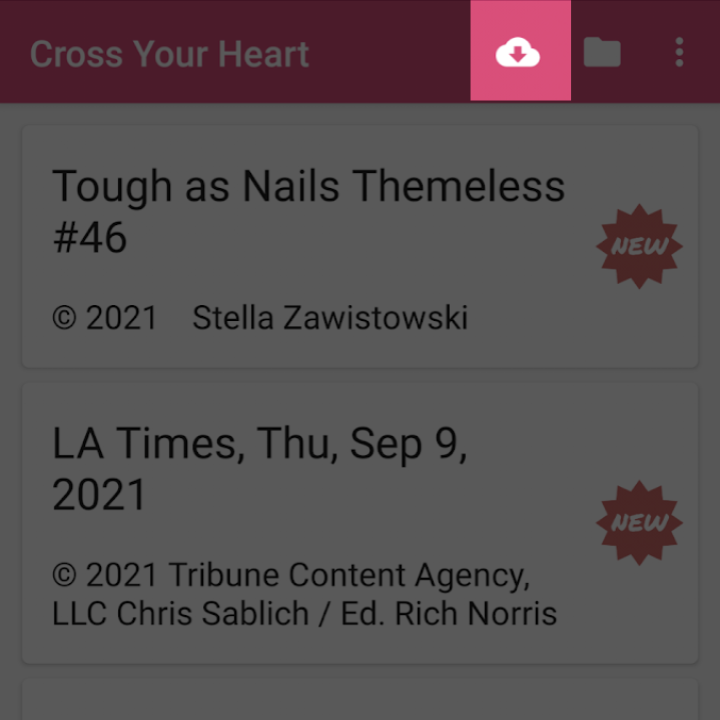 Cross Your Heart
Tough as Nails Themeless
#46
NEW
© 2021 Stella Zawistowski
LA Times, Thu, Sep 9,
2021
NEW
© 2021 Tribune Content Agency,
LLC Chris Sablich / Ed. Rich Norris